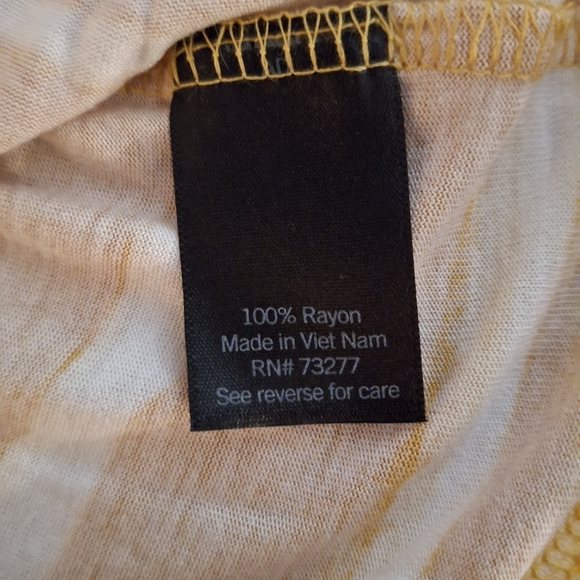 100% Rayon
Made in Viet Nam
RN# 73277
See reverse for care